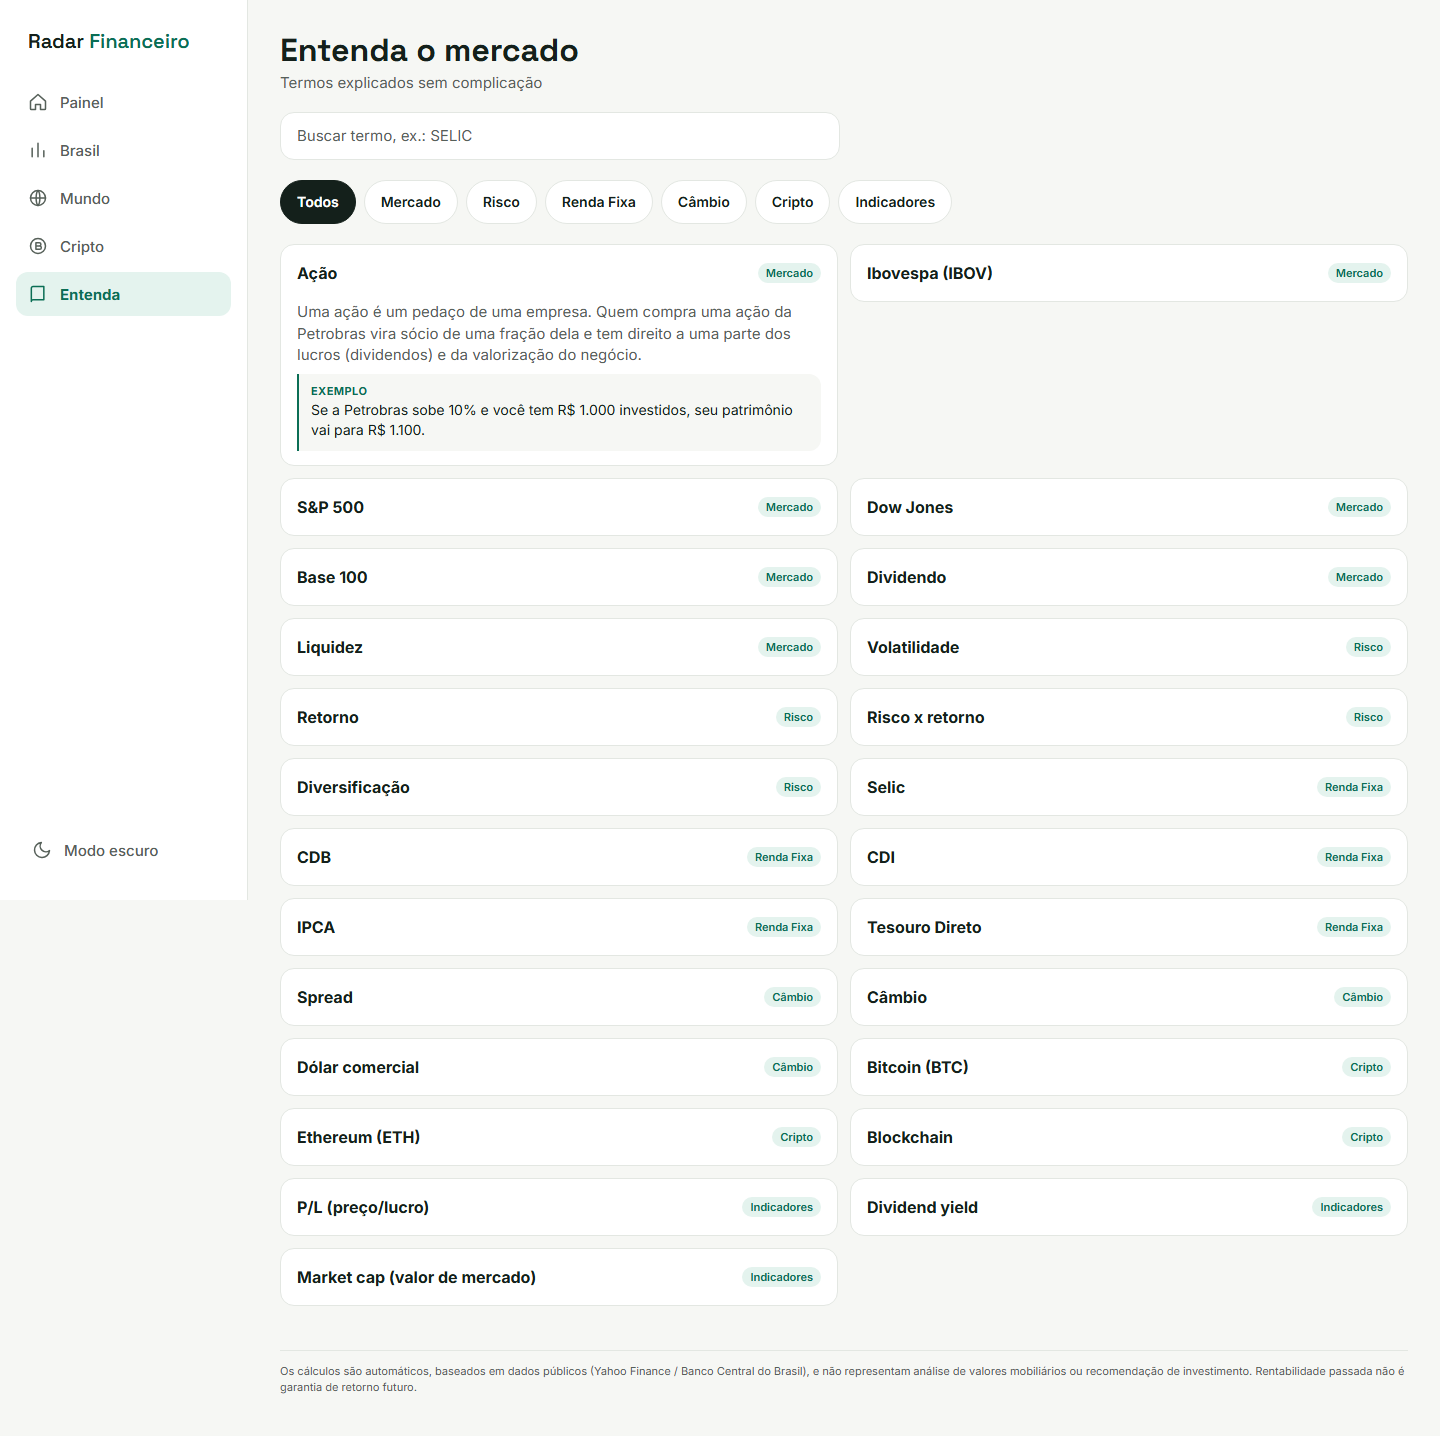 Radar Financeiro
Painel
Brasil
Mundo
Cripto
Entenda
Modo escuro
Entenda o mercado
Termos explicados sem complicação
Buscar termo, ex.: SELIC
Todos
Mercado
Risco
Renda Fixa
Câmbio
Cripto
Indicadores
Ação
Mercado
Uma ação é um pedaço de uma empresa. Quem compra uma ação da
Petrobras vira sócio de uma fração dela e tem direito a uma parte dos
lucros (dividendos) e da valorização do negócio.
EXEMPLO
Se a Petrobras sobe 10% e você tem R$ 1.000 investidos, seu patrimônio
vai para R$ 1.100.
Ibovespa (IBOV)
Mercado
S&P 500
Mercado
Dow Jones
Mercado
Base 100
Mercado
Dividendo
Mercado
Liquidez
Mercado
Volatilidade
Risco
Retorno
Risco
Risco x retorno
Risco
Diversificação
Risco
Selic
Renda Fixa
CDB
Renda Fixa
CDI
Renda Fixa
IPCA
Renda Fixa
Tesouro Direto
Renda Fixa
Spread
Câmbio
Câmbio
Câmbio
Dólar comercial
Câmbio
Bitcoin (BTC)
Cripto
Ethereum (ETH)
Cripto
Blockchain
Cripto
P/L (preço/lucro)
Indicadores
Dividend yield
Indicadores
Market cap (valor de mercado)
Indicadores
Os cálculos são automáticos, baseados em dados públicos (Yahoo Finance / Banco Central do Brasil), e não representam análise de valores mobiliários ou recomendação de investimento. Rentabilidade passada não é
garantia de retorno futuro.